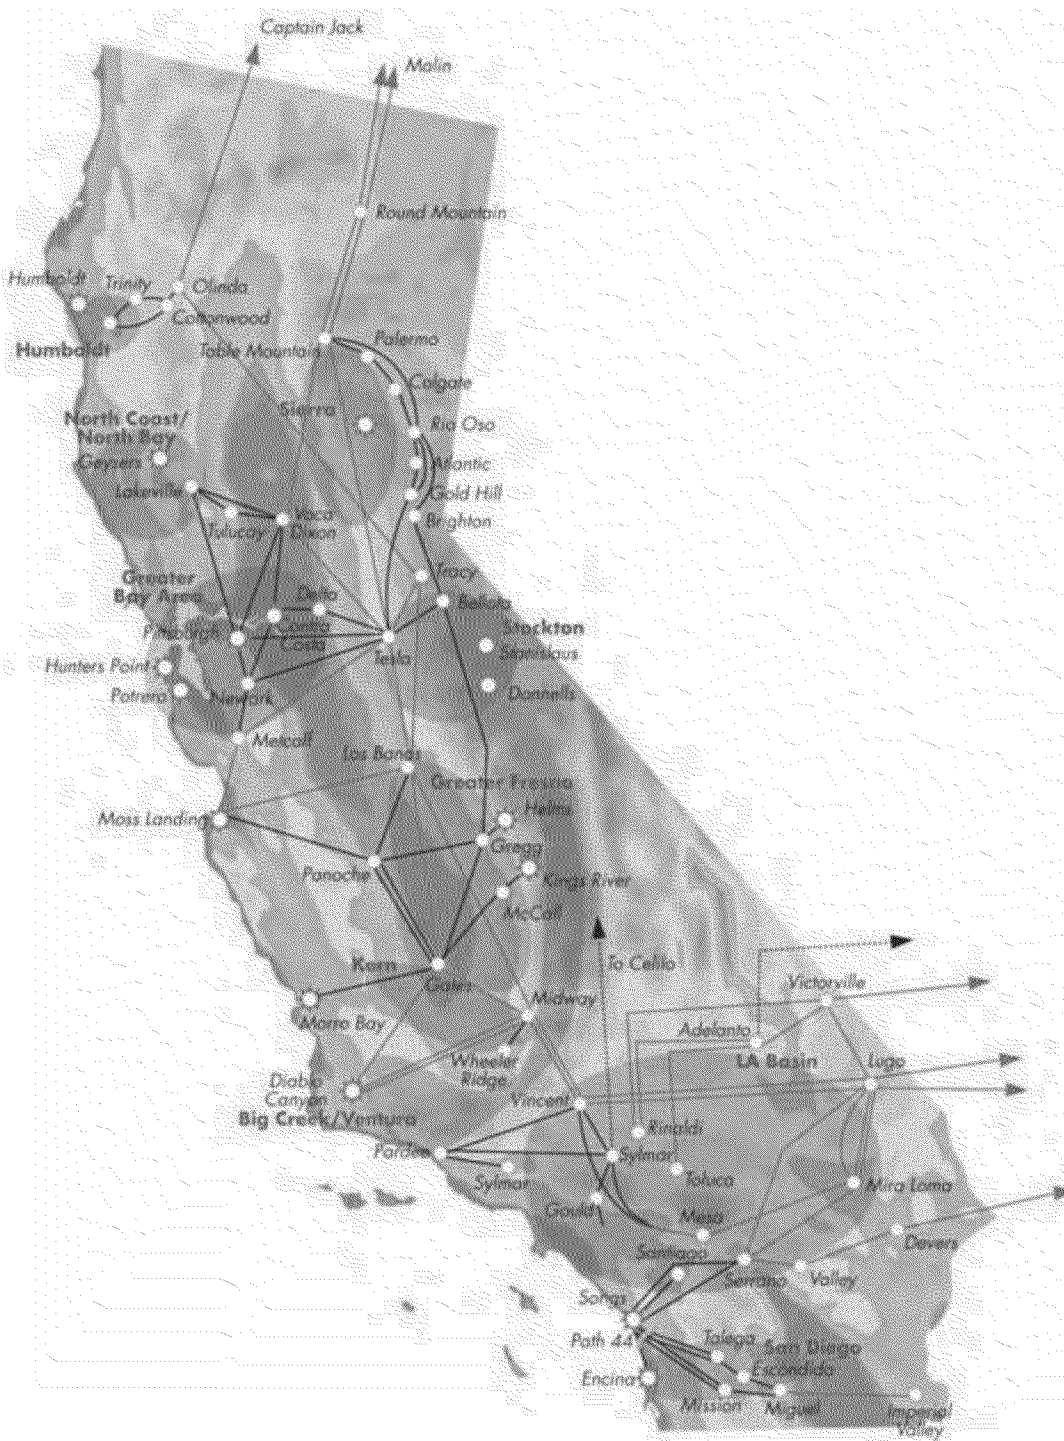 Captain Jack
Malin
Round Mountain
Humboldt
Trinity
Olinda
Cottonwood
Humboldt
Table Mountain
Palermo
Colgate
Sierra
Rio Oso
North Coast/
North Bay
Geysers
Atlantic
Lakeville
Gold Hill
Vaca
Dixon
Tulucay
Brighton
Greater
Bay Area
Tracy
Delta
Bellota
Pittsburgh
Contra
Costa
Stockton
Stanislaus
Hunters Point
Tesla
Potrero
Newark
Donnells
Metcalf
Los Banos
Greater Fresno
Helms
Moss Landing
Gregg
Panoche
Kings River
McCall
Kern
Gates
To Celilo
Morro Bay
Midway
Victorville
Adelanto
LA Basin
Lugo
Wheeler
Ridge
Diablo
Canyon
Vincent
Big Creek/Ventura
Rinaldi
Pardee
Sylmar
Sylmar
Toluca
Mira Loma
Gould
Mesa
Devers
Santiago
Serrano
Valley
Songs
Path 44
Talega
San Diego
Escondido
Encina
Mission
Miguel
Imperial
Valley